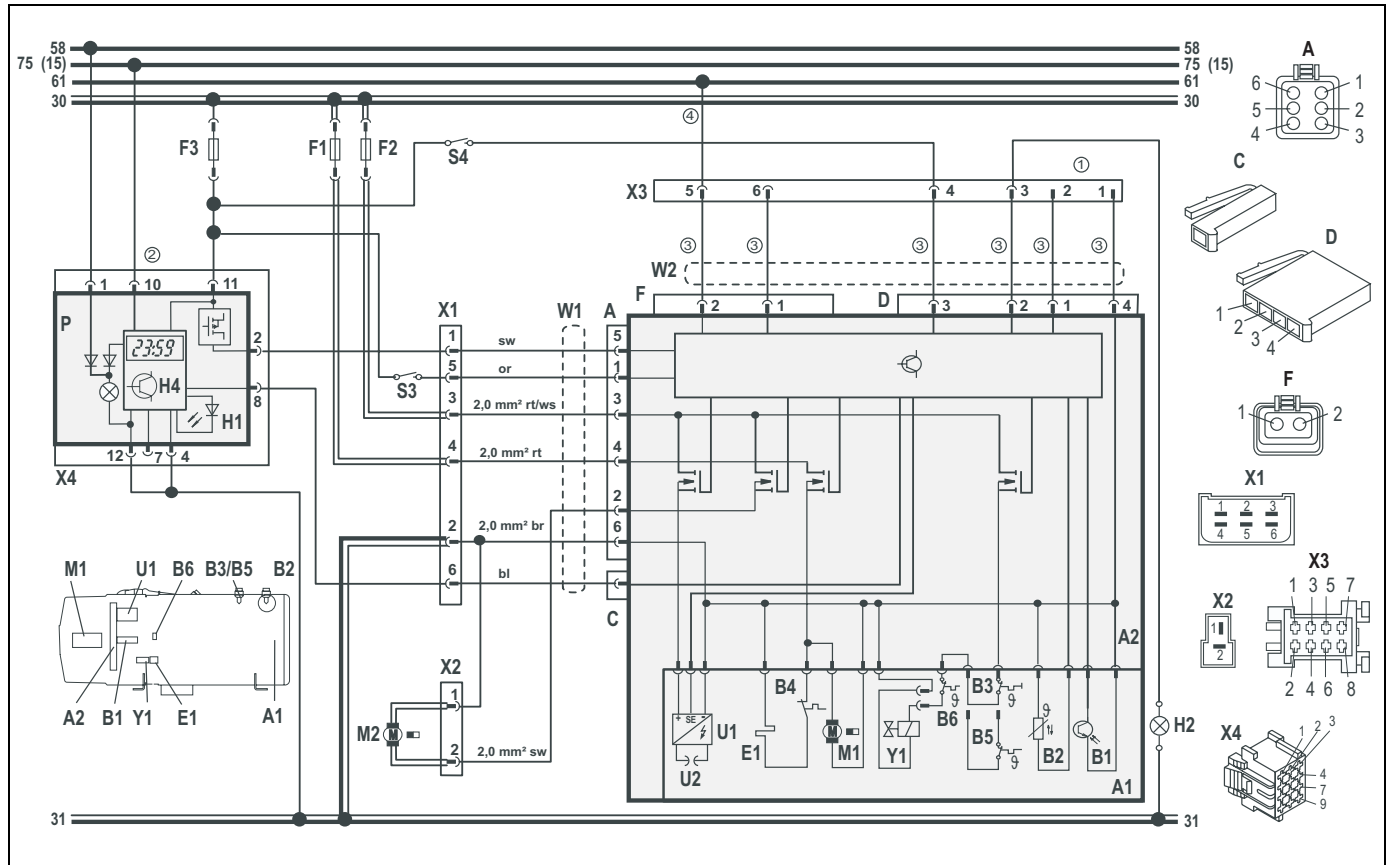 58
58
75 (15)
75 (15)
61
61
30
30
A
6
1
5
2
4
3
F3
F1
F2
S4
④
①
X3
5
6
4
3
2
1
C
②
③
③
③
③
③
③
W2
D
1
2
3
4
1
10
11
P
23:59
H4
H1
2
8
12
7
4
X4
X1
W1
A
F
2
1
D
3
2
1
4
1
sw
5
5
or
1
S3
3
2,0 mm² rt/ws
3
4
2,0 mm² rt
4
2
2
2,0 mm² br
6
6
bl
C
F
1
2
X1
1
2
3
4
5
6
M1
U1
B6
B3/B5
B2
A2
B1
Y1
E1
A1
X2
1
M2
M
2
2,0 mm² sw
A2
+
SE
-
U1
U2
E1
B4
M
M1
Y1
B6
ϑ
B3
ϑ
B5
ϑ
ϑ
B2
B1
A1
H2
X2
1
2
X3
1
3
5
7
2
4
6
8
X4
1
2
3
4
7
9
31
31